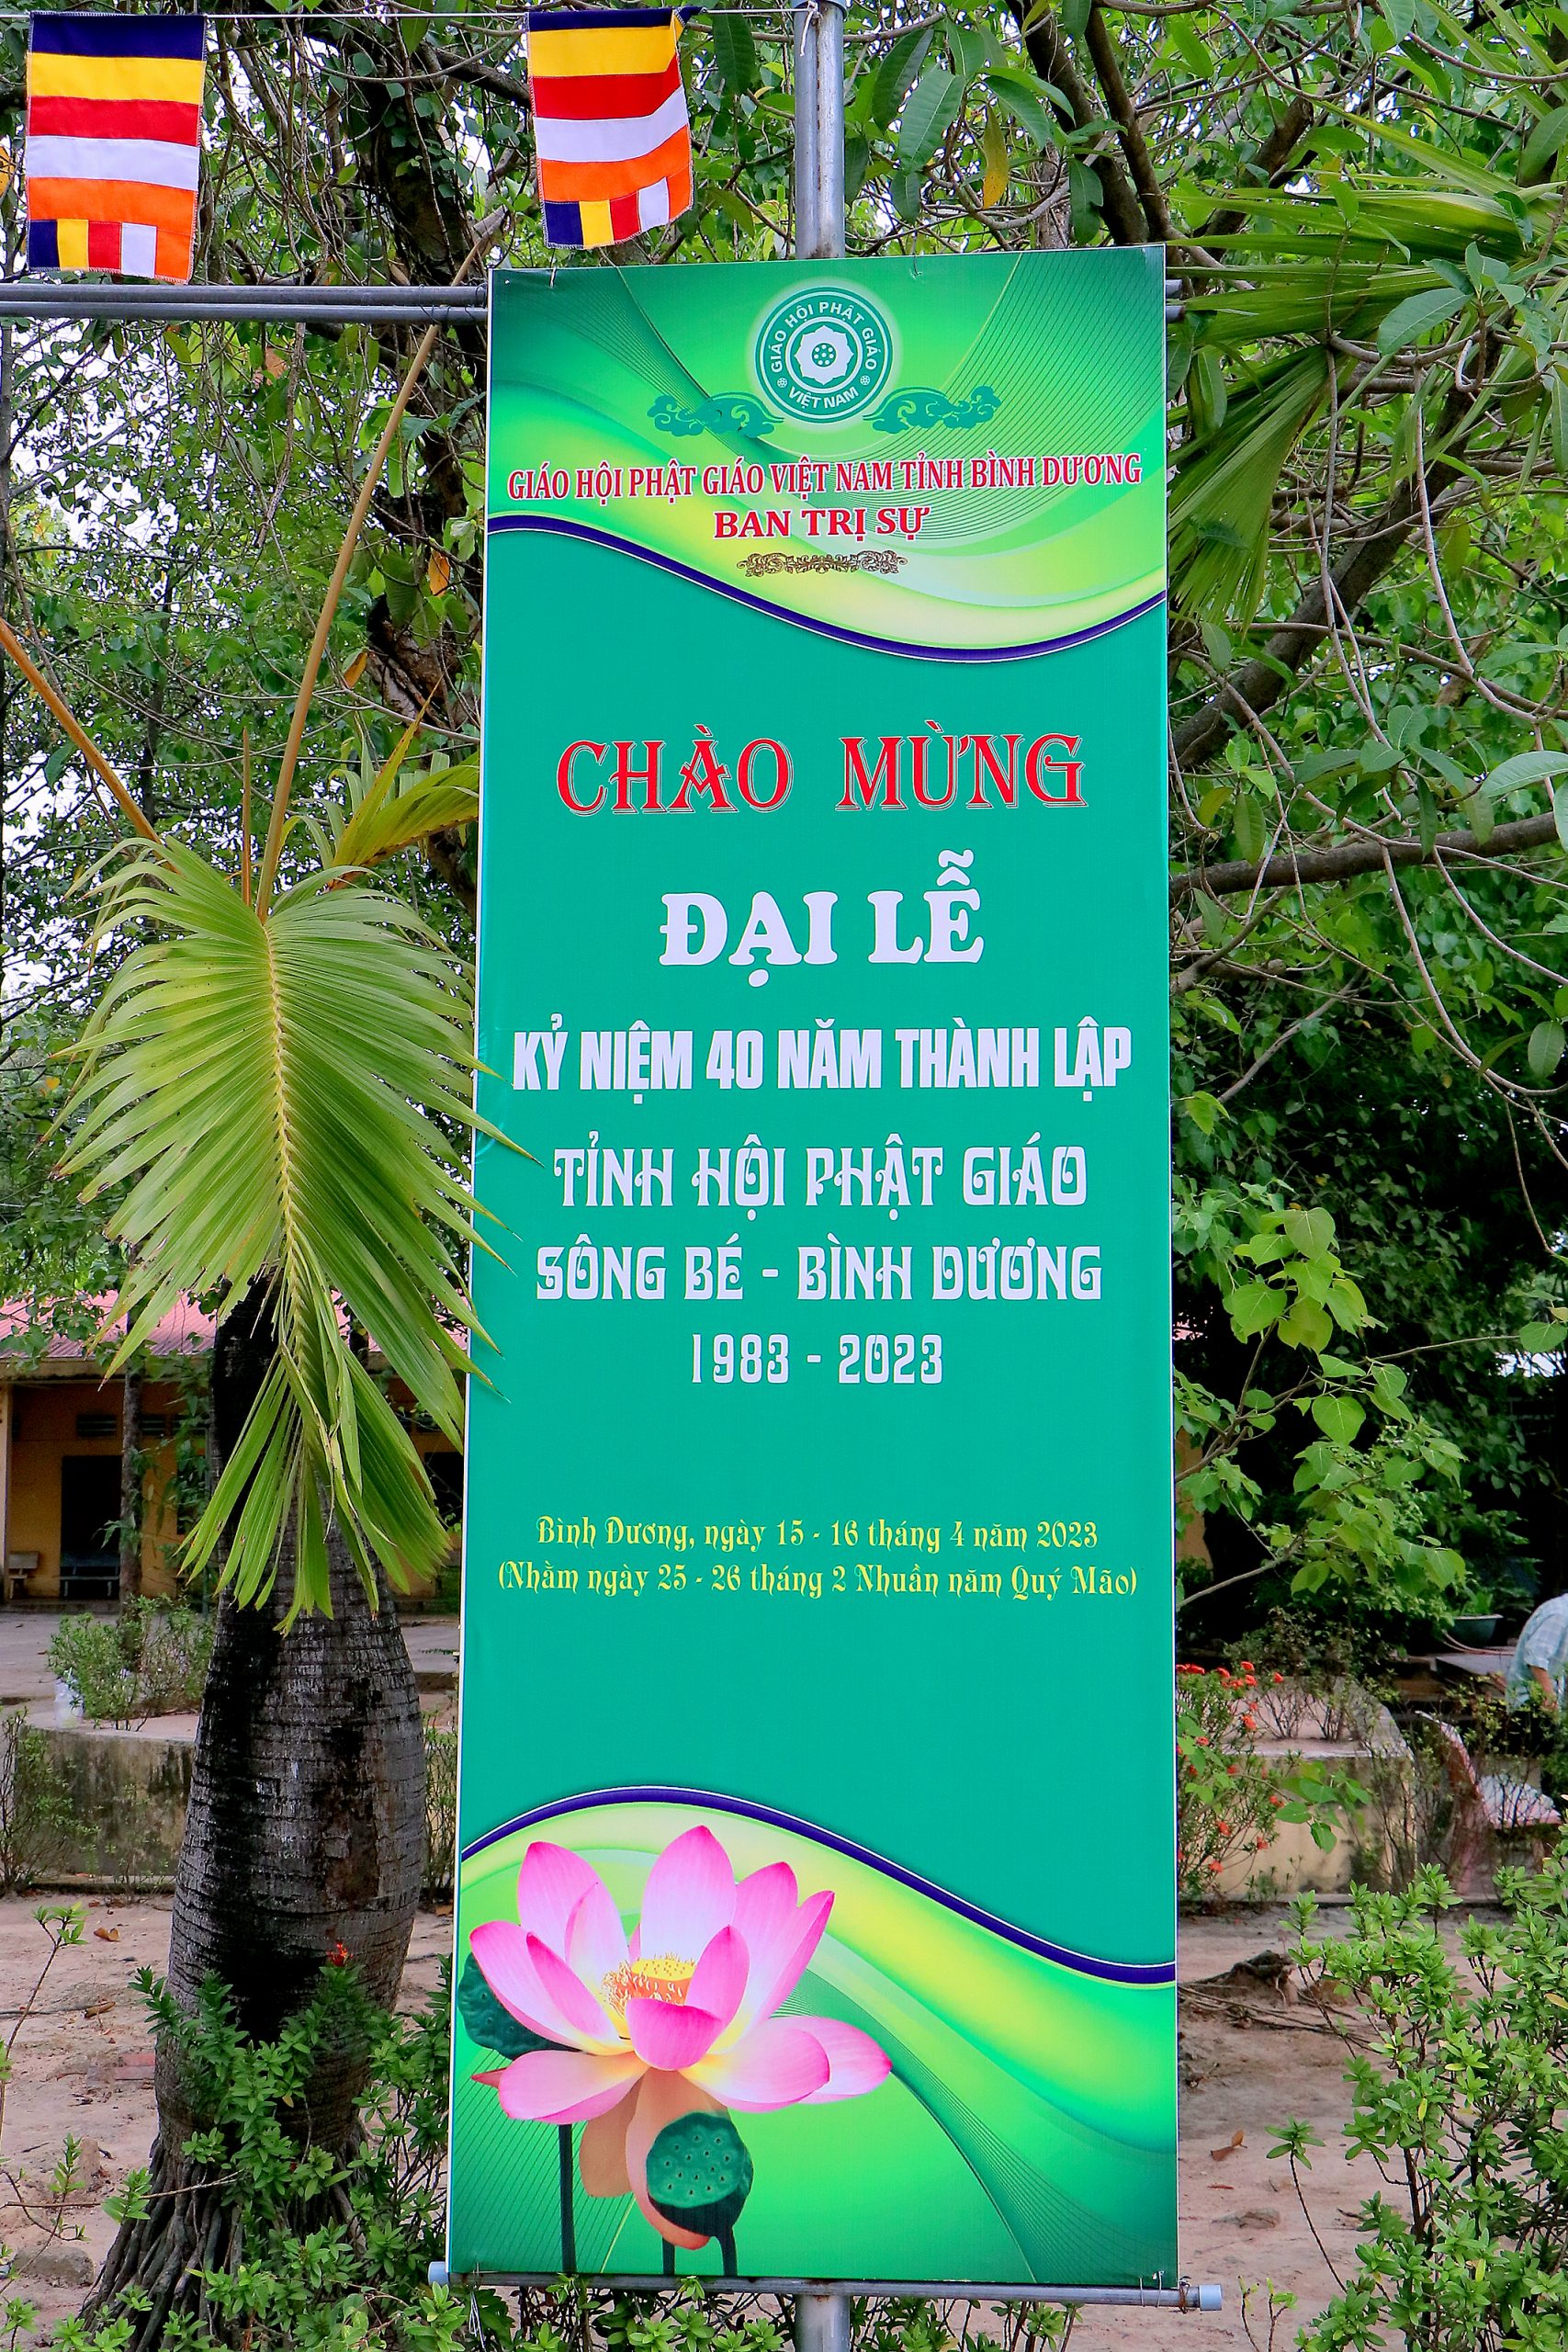 GIÁO HỘI PHẬT GIÁO
VIỆT NAM
GIÁO HỘI PHẬT GIÁO VIỆT NAM TỈNH BÌNH DƯƠNG
BAN TRỊ SỰ
CHÀO MỪNG
ĐẠI LỄ
KỶ NIỆM 40 NĂM THÀNH LẬP
TỈNH HỘI PHẬT GIÁO
SÔNG BÉ - BÌNH DƯƠNG
1983 - 2023
Bình Dương, ngày 15 - 16 tháng 4 năm 2023
(Nhằm ngày 25 - 26 tháng 2 Nhuần năm Quý Mão)